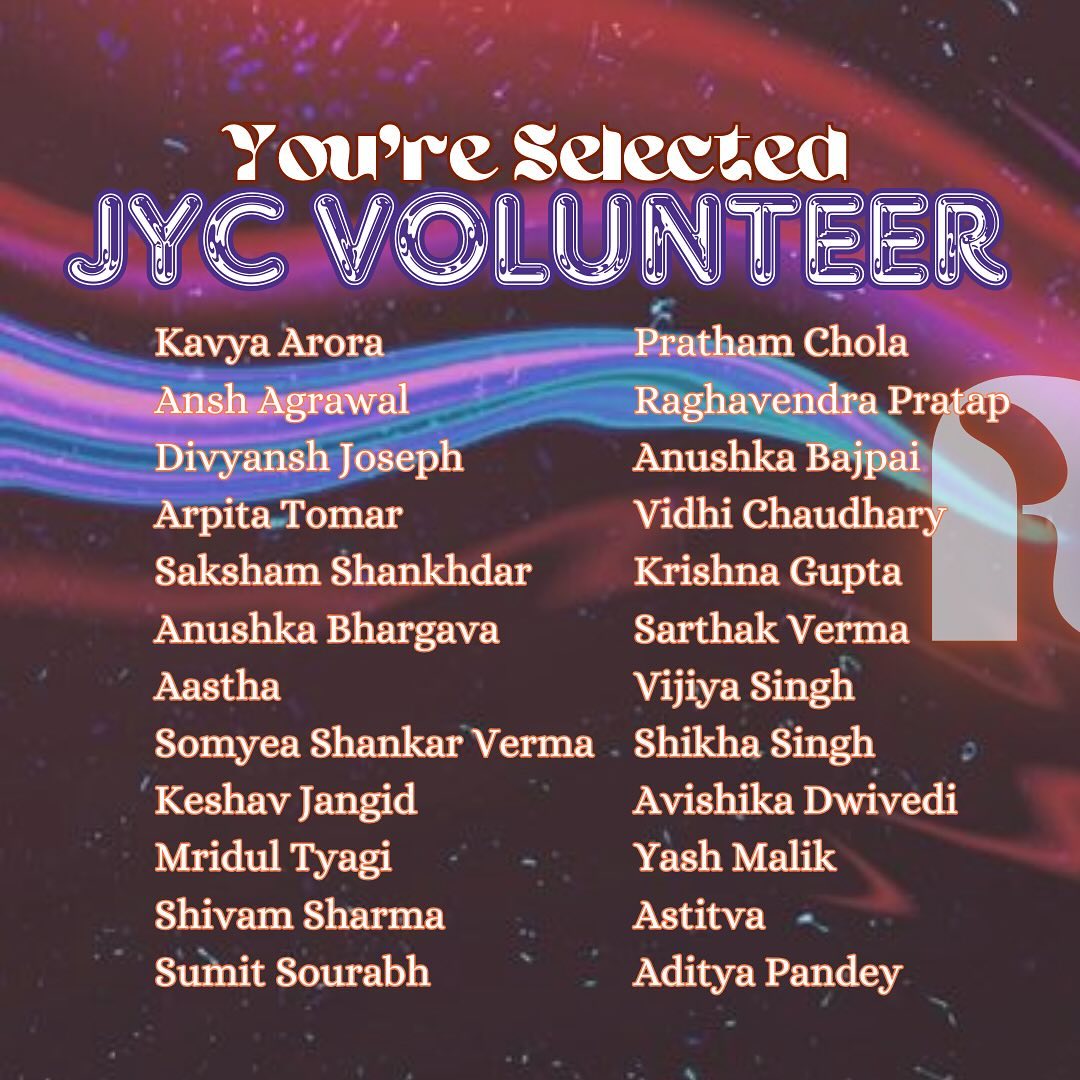 You're Selected
JYC VOLUNTEER
Kavya Arora
Ansh Agrawal
Divyansh Joseph
Arpita Tomar
Saksham Shankhdar
Anushka Bhargava
Aastha
Somyea Shankar Verma
Keshav Jangid
Mridul Tyagi
Shivam Sharma
Sumit Sourabh
Pratham Chola
Raghavendra Pratap
Anushka Bajpai
Vidhi Chaudhary
Krishna Gupta
Sarthak Verma
Vijiya Singh
Shikha Singh
Avishika Dwivedi
Yash Malik
Astitva
Aditya Pandey